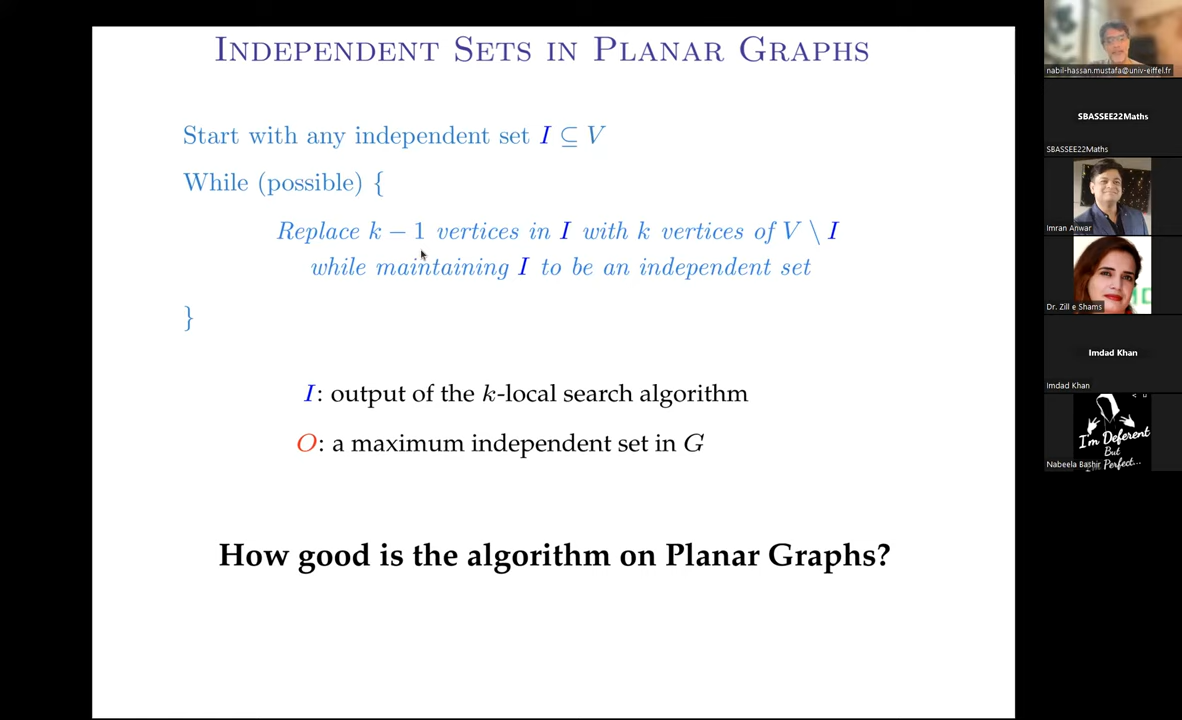 INDEPENDENT SETS IN PLANAR GRAPHS
Start with any independent set I ⊆ V
While (possible) {
Replace k − 1 vertices in I with k vertices of V \ I
while maintaining I to be an independent set
}
I: output of the k-local search algorithm
O: a maximum independent set in G
How good is the algorithm on Planar Graphs?
nabil-hassan.mustafa@univ-eiffel.fr
SBASSEE22Maths
SBASSEE22Maths
Imran Anwar
Dr. Zill e Shams
Imdad Khan
Imdad Khan
I'm Deferent
But
Perfect...
Nabeela Bashir